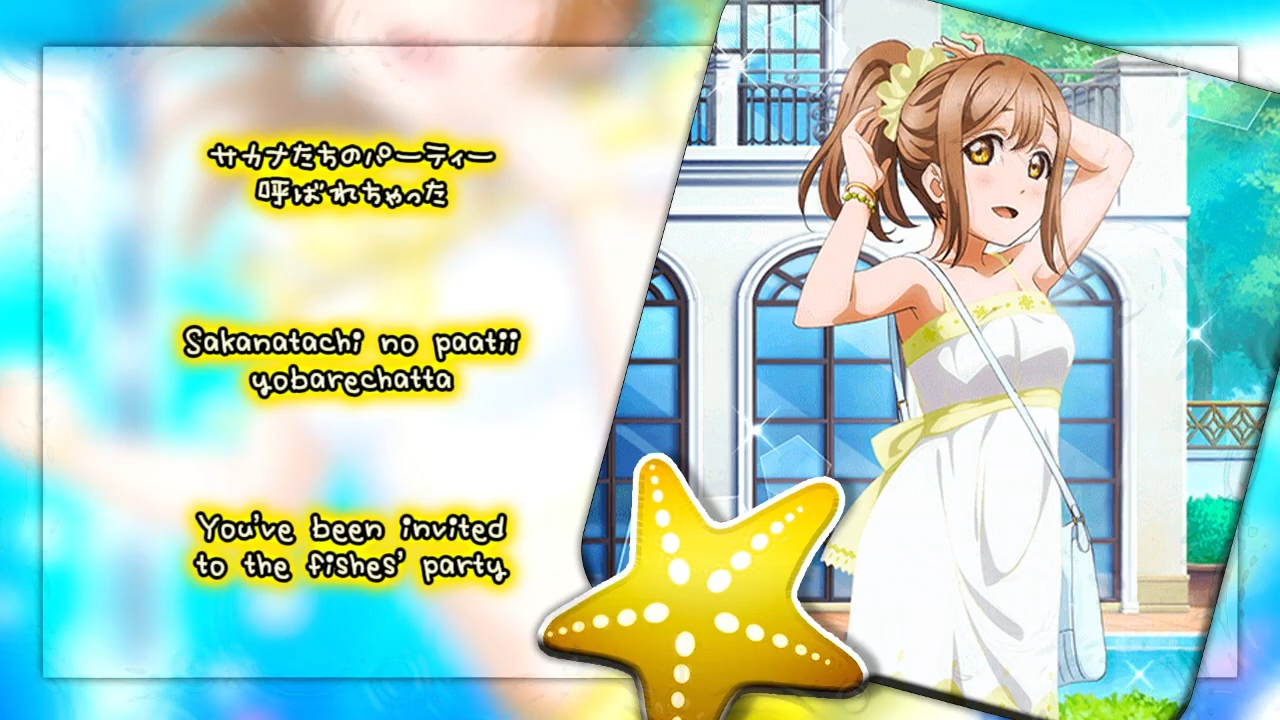 サカナたちのパーティー
呼ばれちゃった
Sakanatachi no paatii
yobarechatta
You've been invited
to the fishes' party